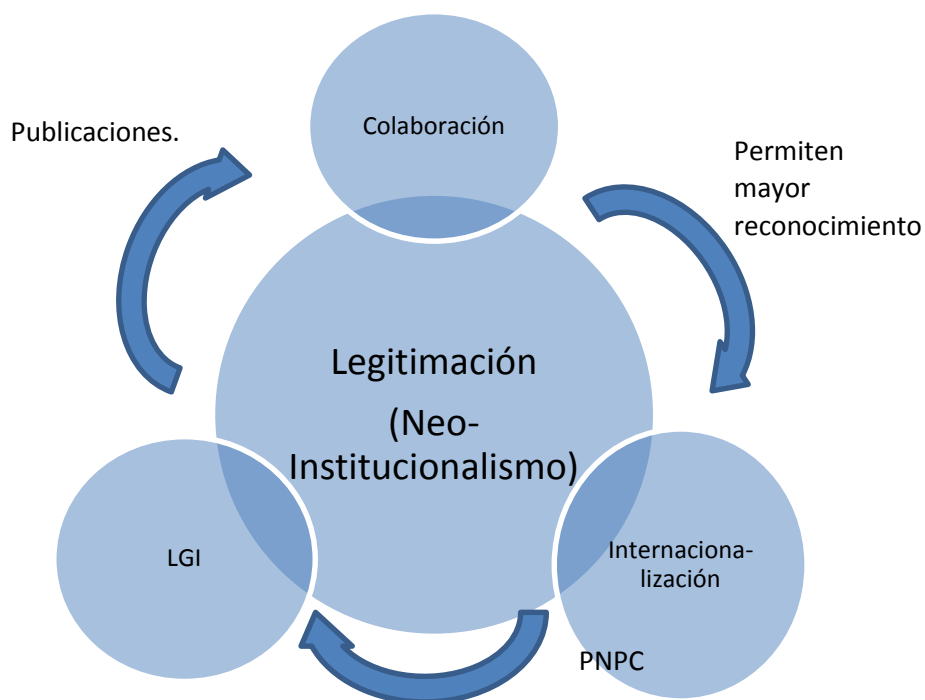 Colaboración
Publicaciones.
Permiten
mayor
reconocimiento
Legitimación
(Neo-
Institucionalismo)
LGI
Internaciona-
lización
PNPC